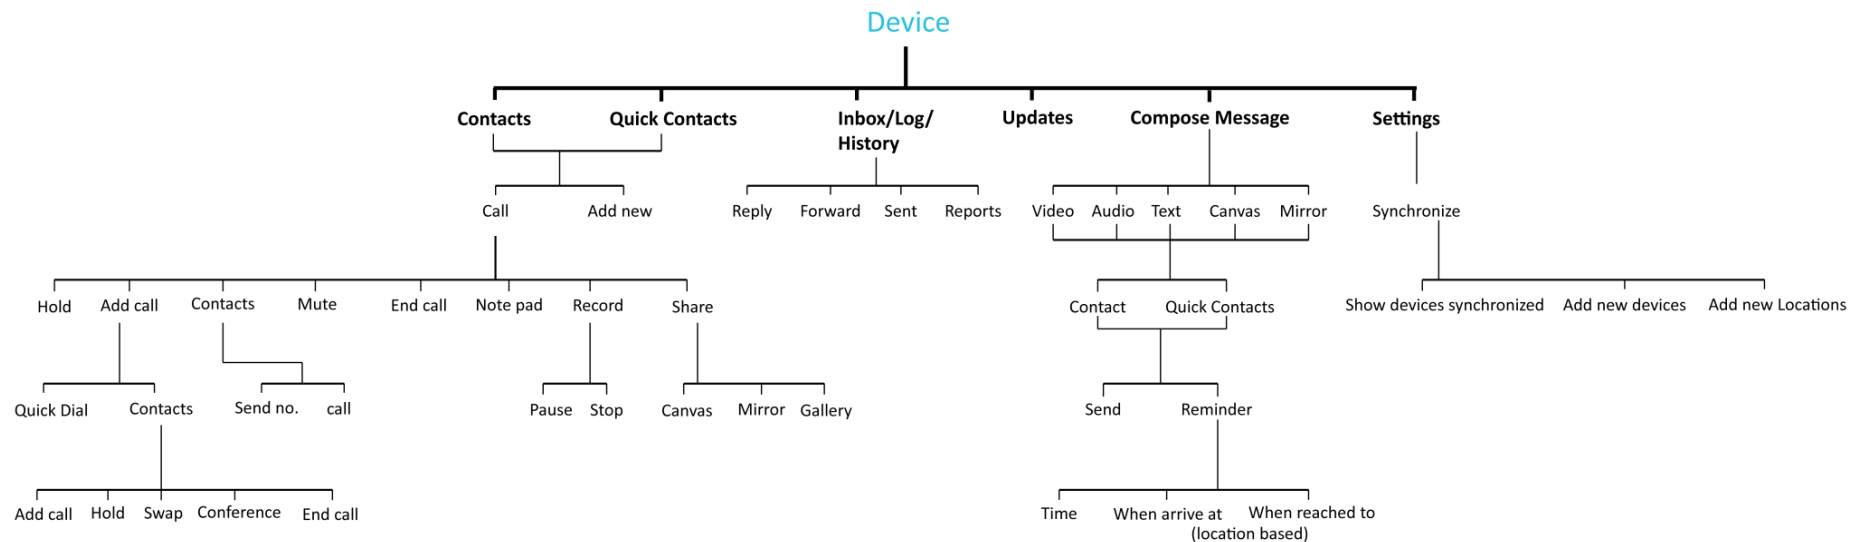 Device
Contacts
Quick Contacts
Inbox/Log/
History
Updates
Compose Message
Settings
Call
Add new
Reply
Forward
Sent
Reports
Video
Audio
Text
Canvas
Mirror
Synchronize
Hold
Add call
Contacts
Mute
End call
Note pad
Record
Share
Contact
Quick Contacts
Show devices synchronized
Add new devices
Add new Locations
Quick Dial
Contacts
Send no.
call
Pause
Stop
Canvas
Mirror
Gallery
Send
Reminder
Add call
Hold
Swap
Conference
End call
Time
When arrive at
When reached to
(location based)